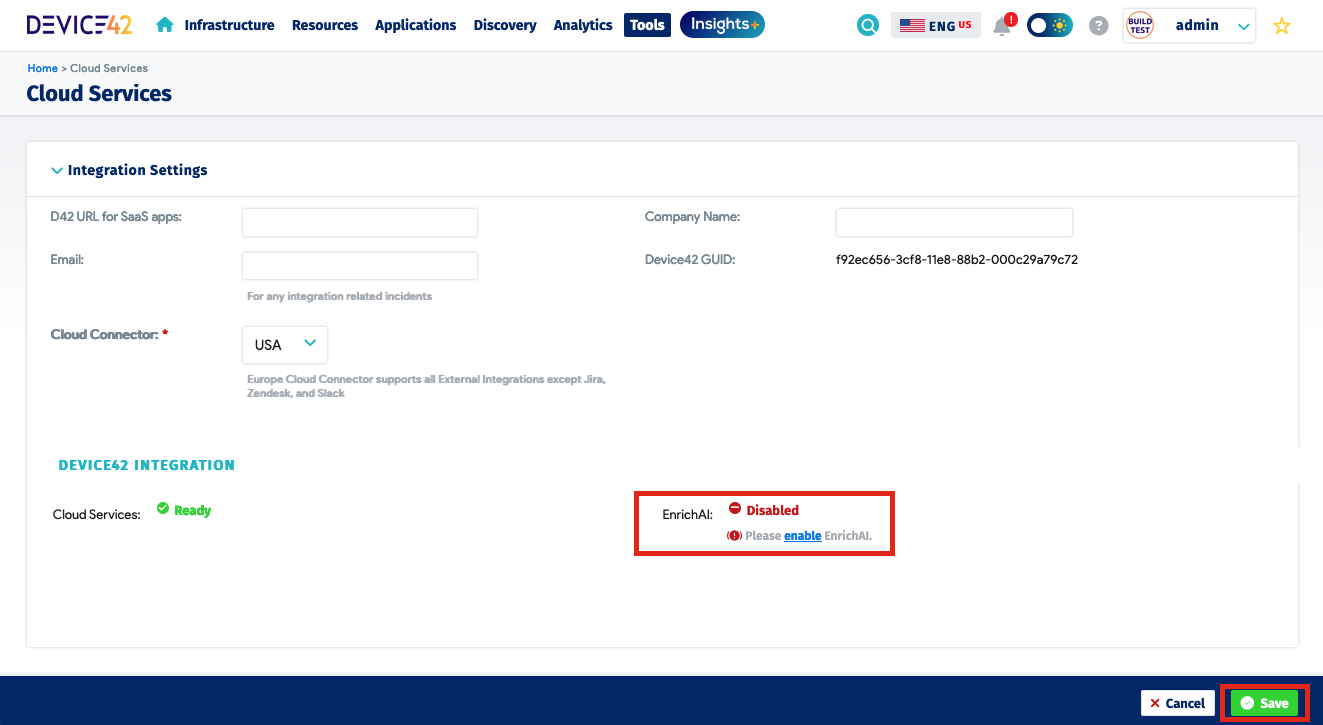 DEVICE42 Infrastructure Resources Applications Discovery Analytics Tools Insights+ ENG US ! ? BUILD TEST admin
Home > Cloud Services
Cloud Services
Integration Settings
D42 URL for SaaS apps: Company Name:
Email: Device42 GUID: f92ec656-3cf8-11e8-88b2-000c29a79c72
For any integration related incidents
Cloud Connector: * USA
Europe Cloud Connector supports all External Integrations except Jira,
Zendesk, and Slack
DEVICE42 INTEGRATION
Cloud Services: Ready EnrichAI: Disabled
Please enable EnrichAI.
Cancel Save